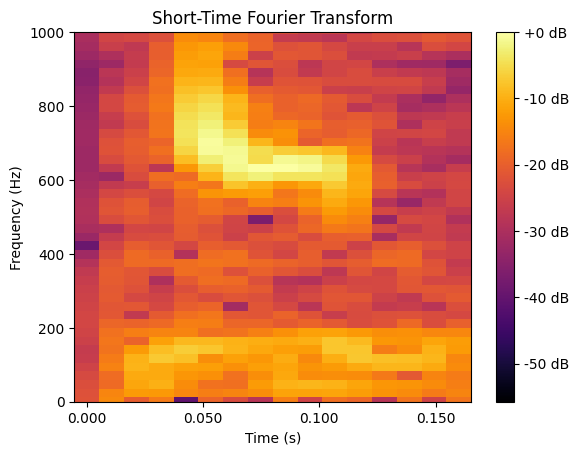 Short-Time Fourier Transform
1000
800
600
400
200
0
Frequency (Hz)
0.000
0.050
0.100
0.150
Time (s)
+0 dB
-10 dB
-20 dB
-30 dB
-40 dB
-50 dB